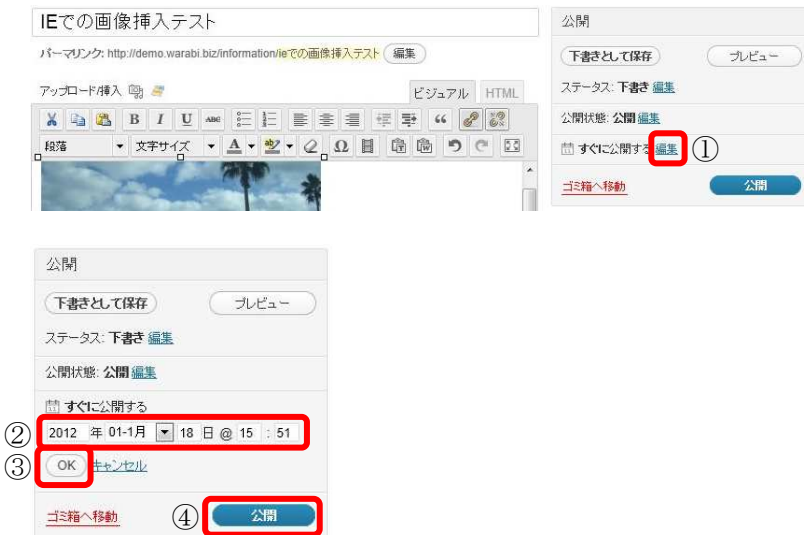 IEでの画像挿入テスト
パーマリンク: http://demo.warabi.biz/information/ieでの画像挿入テスト 編集
アップロード/挿入
ビジュアル HTML
B I U ABC
段落 文字サイズ A ab Ω
公開
下書きとして保存 プレビュー
ステータス: 下書き 編集
公開状態: 公開 編集
すぐに公開する 編集 ①
ゴミ箱へ移動 公開
公開
下書きとして保存 プレビュー
ステータス: 下書き 編集
公開状態: 公開 編集
すぐに公開する
② 2012 年 01-1月 18 日 @ 15 : 51
③ OK キャンセル
ゴミ箱へ移動 ④ 公開